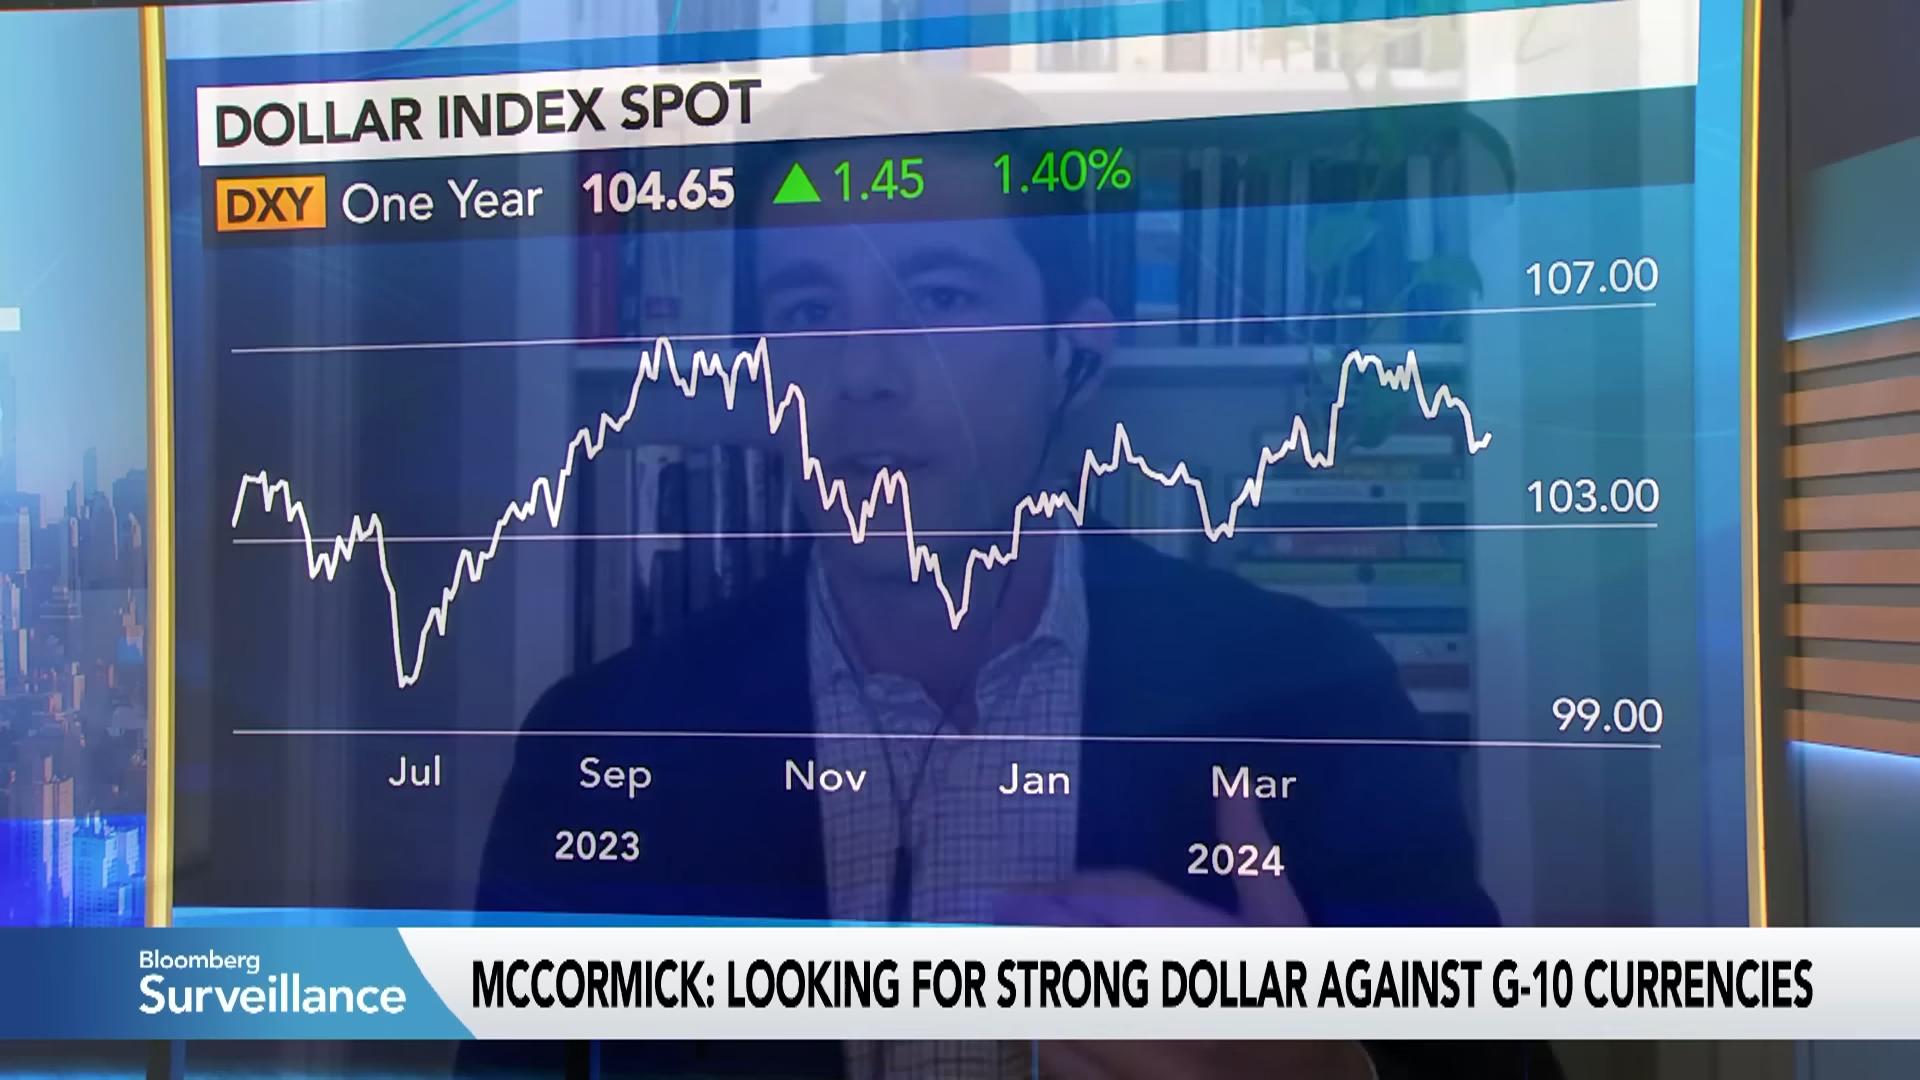 DOLLAR INDEX SPOT
DXY One Year 104.65 ▲ 1.45 1.40%
107.00
103.00
99.00
Jul Sep Nov Jan Mar
2023 2024
Bloomberg
Surveillance
MCCORMICK: LOOKING FOR STRONG DOLLAR AGAINST G-10 CURRENCIES